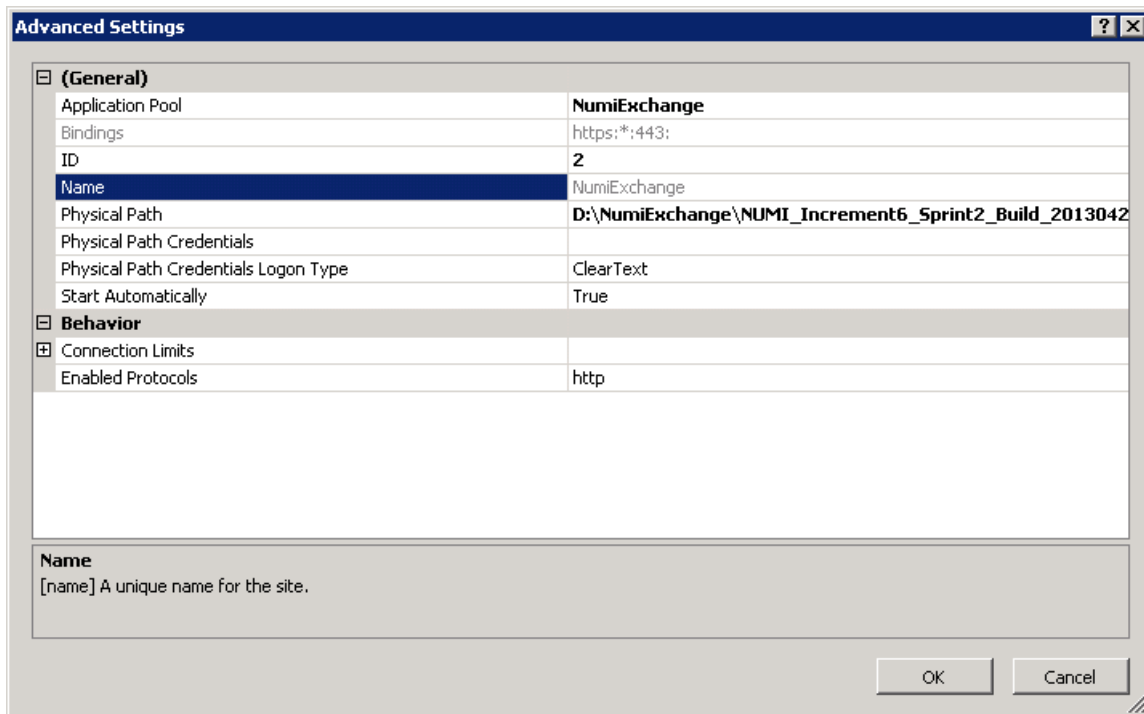 Advanced Settings
(General)
Application Pool NumiExchange
Bindings https:*:443:
ID 2
Name NumiExchange
Physical Path D:\NumiExchange\NUMI_Increment6_Sprint2_Build_2013042
Physical Path Credentials
Physical Path Credentials Logon Type ClearText
Start Automatically True
Behavior
Connection Limits
Enabled Protocols http
Name
[name] A unique name for the site.
OK Cancel